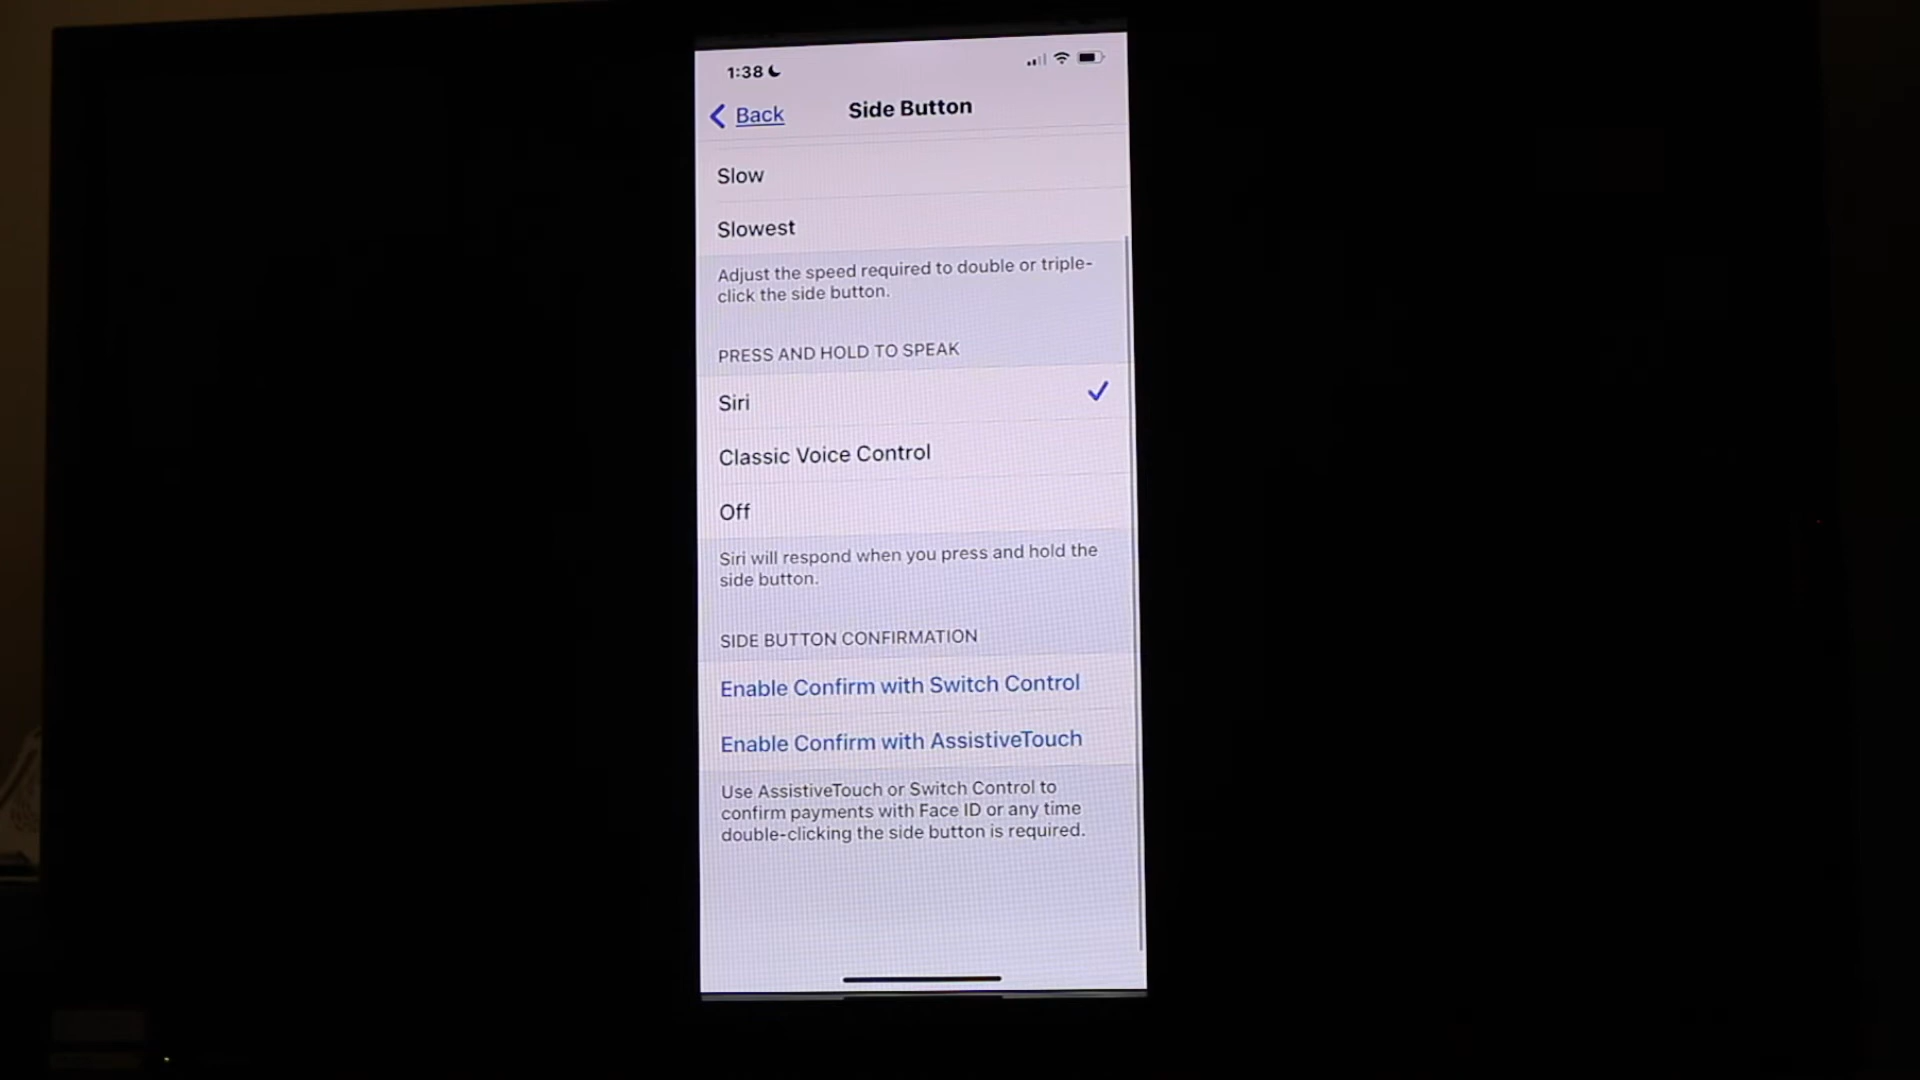 1:38
Back
Side Button
Slow
Slowest
Adjust the speed required to double or triple-
click the side button.
PRESS AND HOLD TO SPEAK
Siri
Classic Voice Control
Off
Siri will respond when you press and hold the
side button.
SIDE BUTTON CONFIRMATION
Enable Confirm with Switch Control
Enable Confirm with AssistiveTouch
Use AssistiveTouch or Switch Control to
confirm payments with Face ID or any time
double-clicking the side button is required.